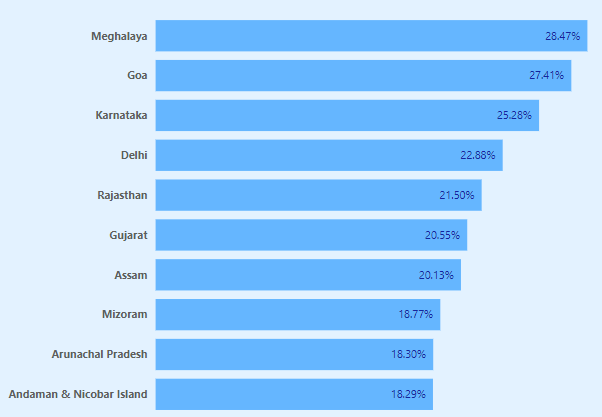 Meghalaya 28.47%
Goa 27.41%
Karnataka 25.28%
Delhi 22.88%
Rajasthan 21.50%
Gujarat 20.55%
Assam 20.13%
Mizoram 18.77%
Arunachal Pradesh 18.30%
Andaman & Nicobar Island 18.29%